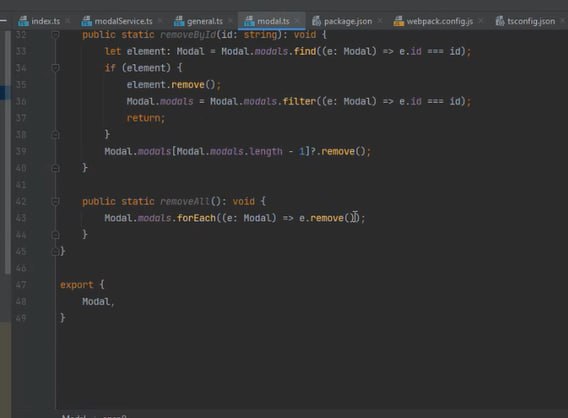 index.ts modalService.ts general.ts modal.ts package.json webpack.config.js tsconfig.json
32 public static removeById(id: string): void {
33 let element: Modal = Modal.modals.find((e: Modal) => e.id === id);
34 if (element) {
35 element.remove();
36 Modal.modals = Modal.modals.filter((e: Modal) => e.id === id);
37 return;
38 }
39 Modal.modals[Modal.modals.length - 1]?.remove();
40 }
41
42 public static removeAll(): void {
43 Modal.modals.forEach((e: Modal) => e.remove());
44 }
45 }
46
47 export {
48 Modal,
49 }